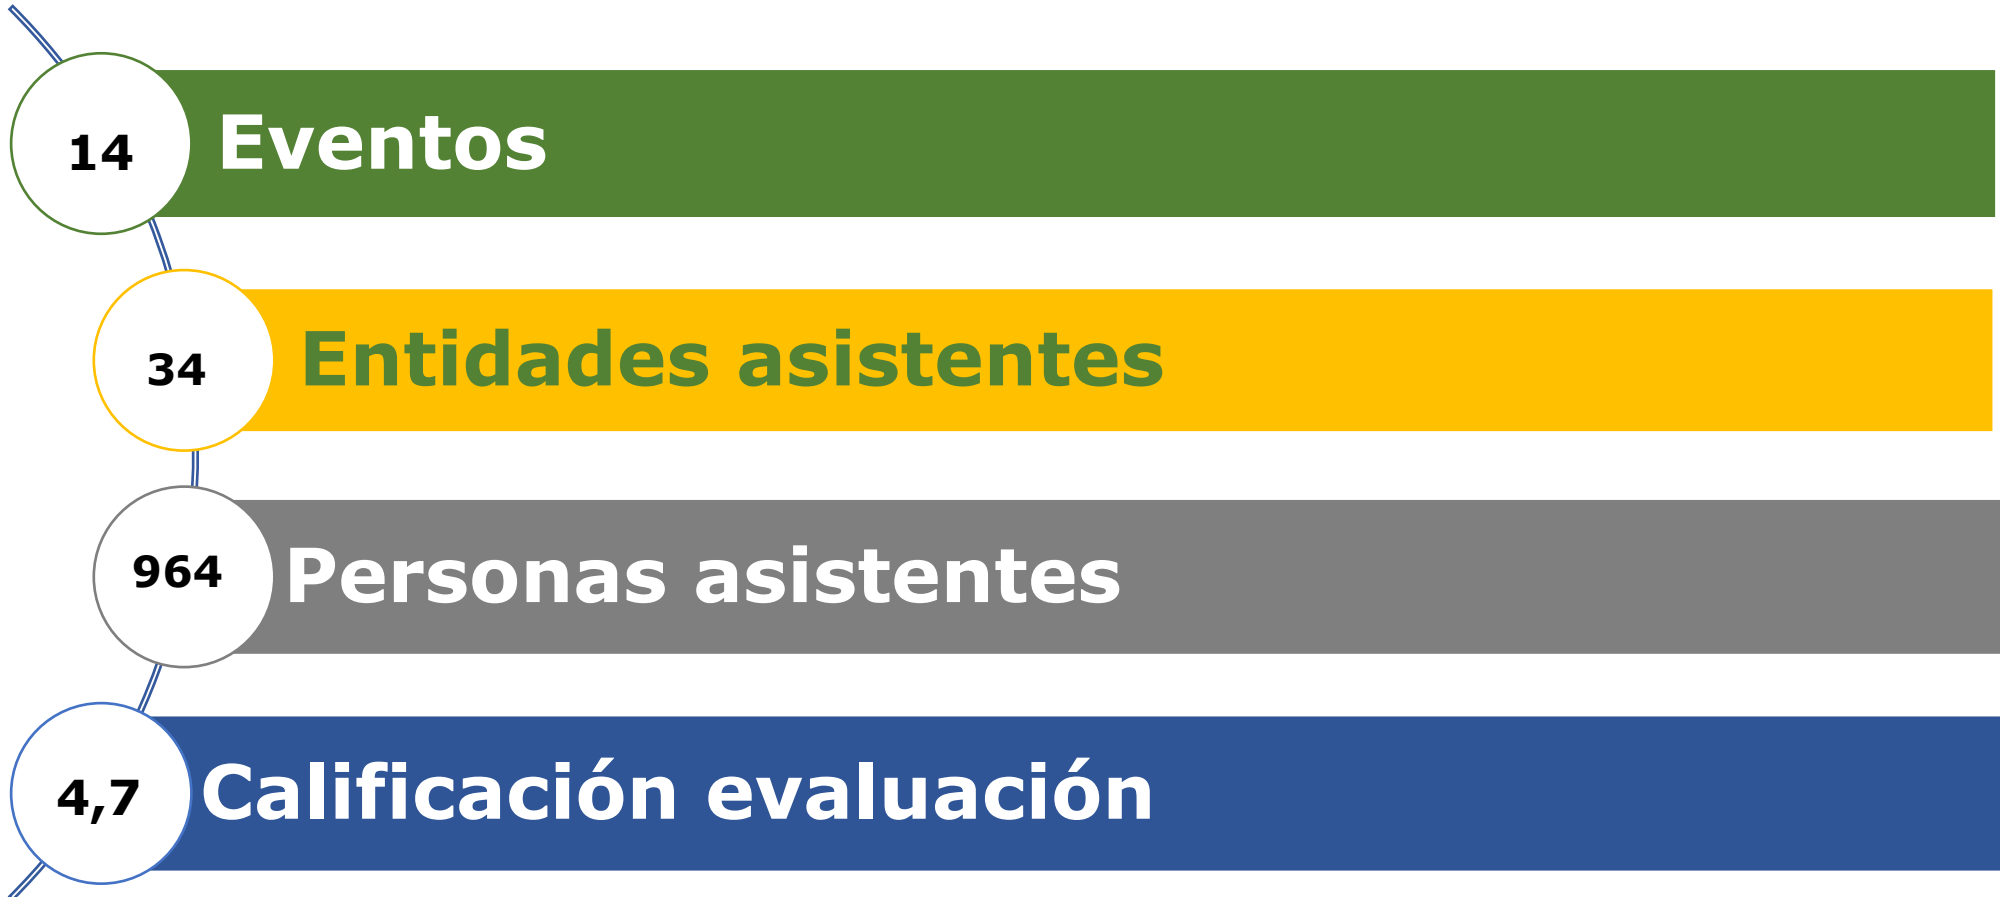 14 Eventos
34 Entidades asistentes
964 Personas asistentes
4,7 Calificación evaluación